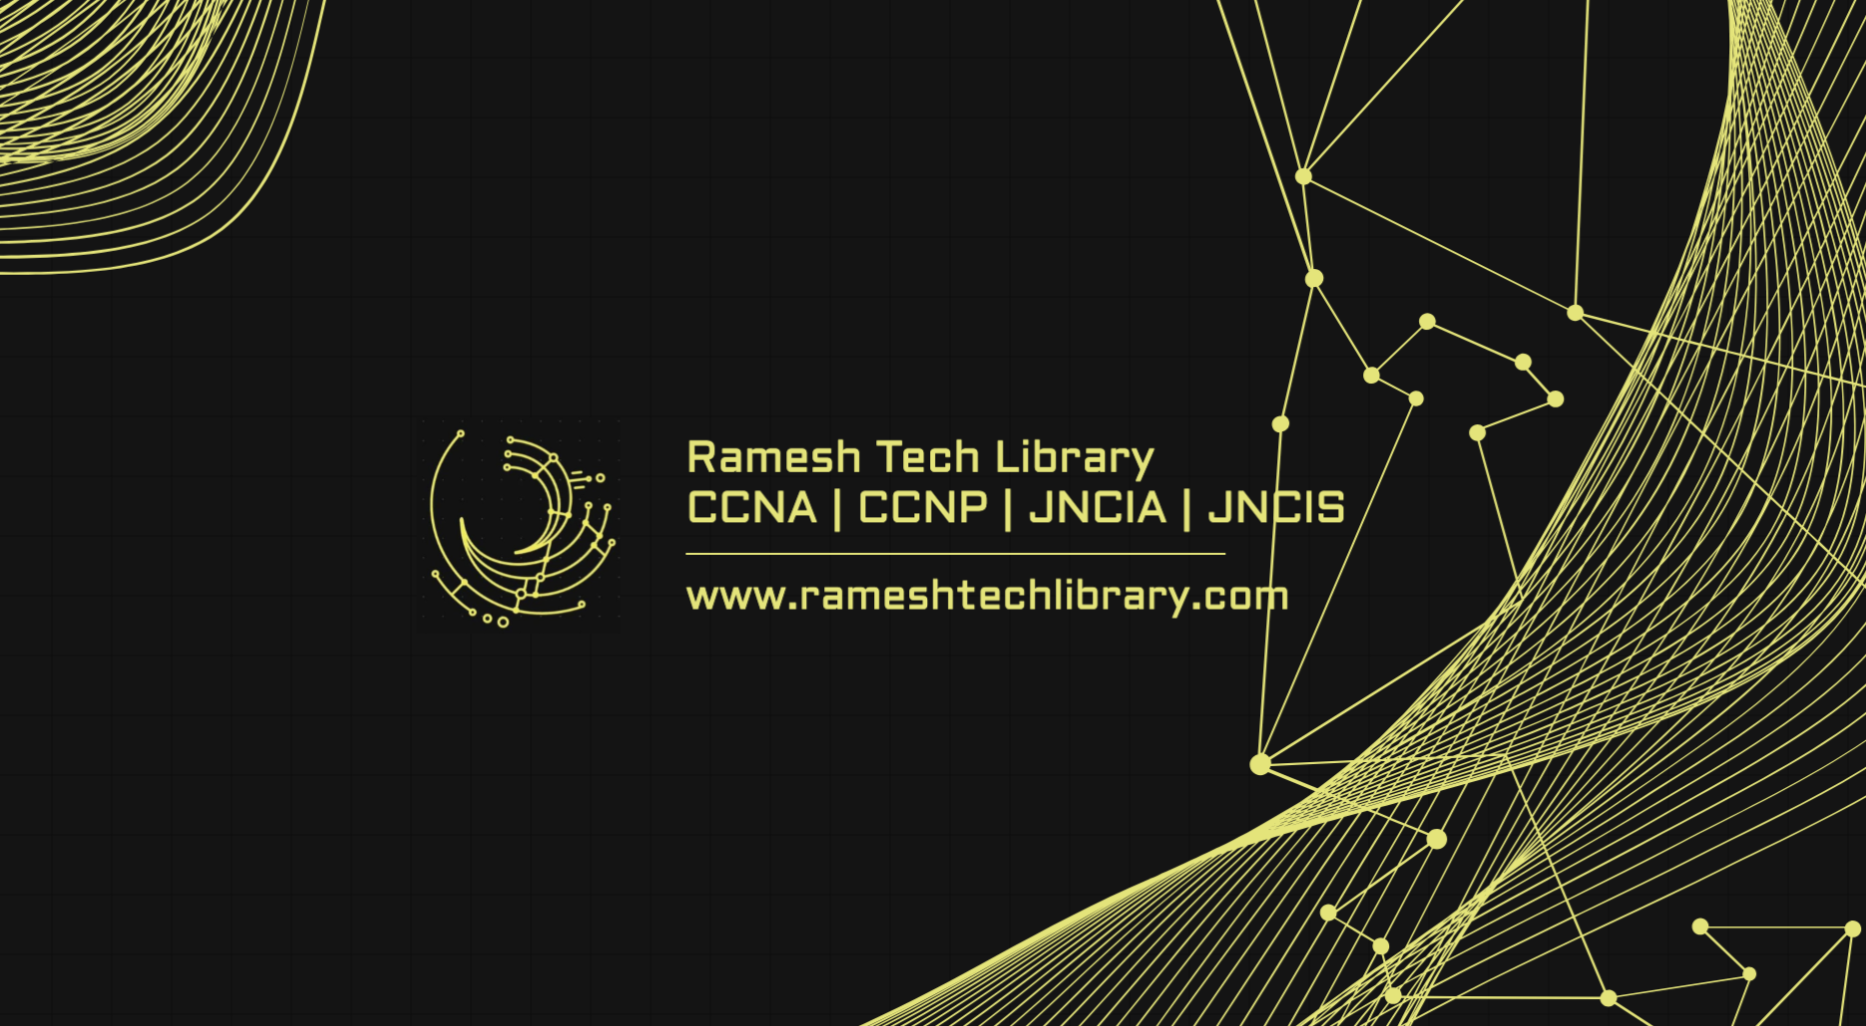 Ramesh Tech Library
CCNA | CCNP | JNCIA | JNCIS
www.rameshtechlibrary.com